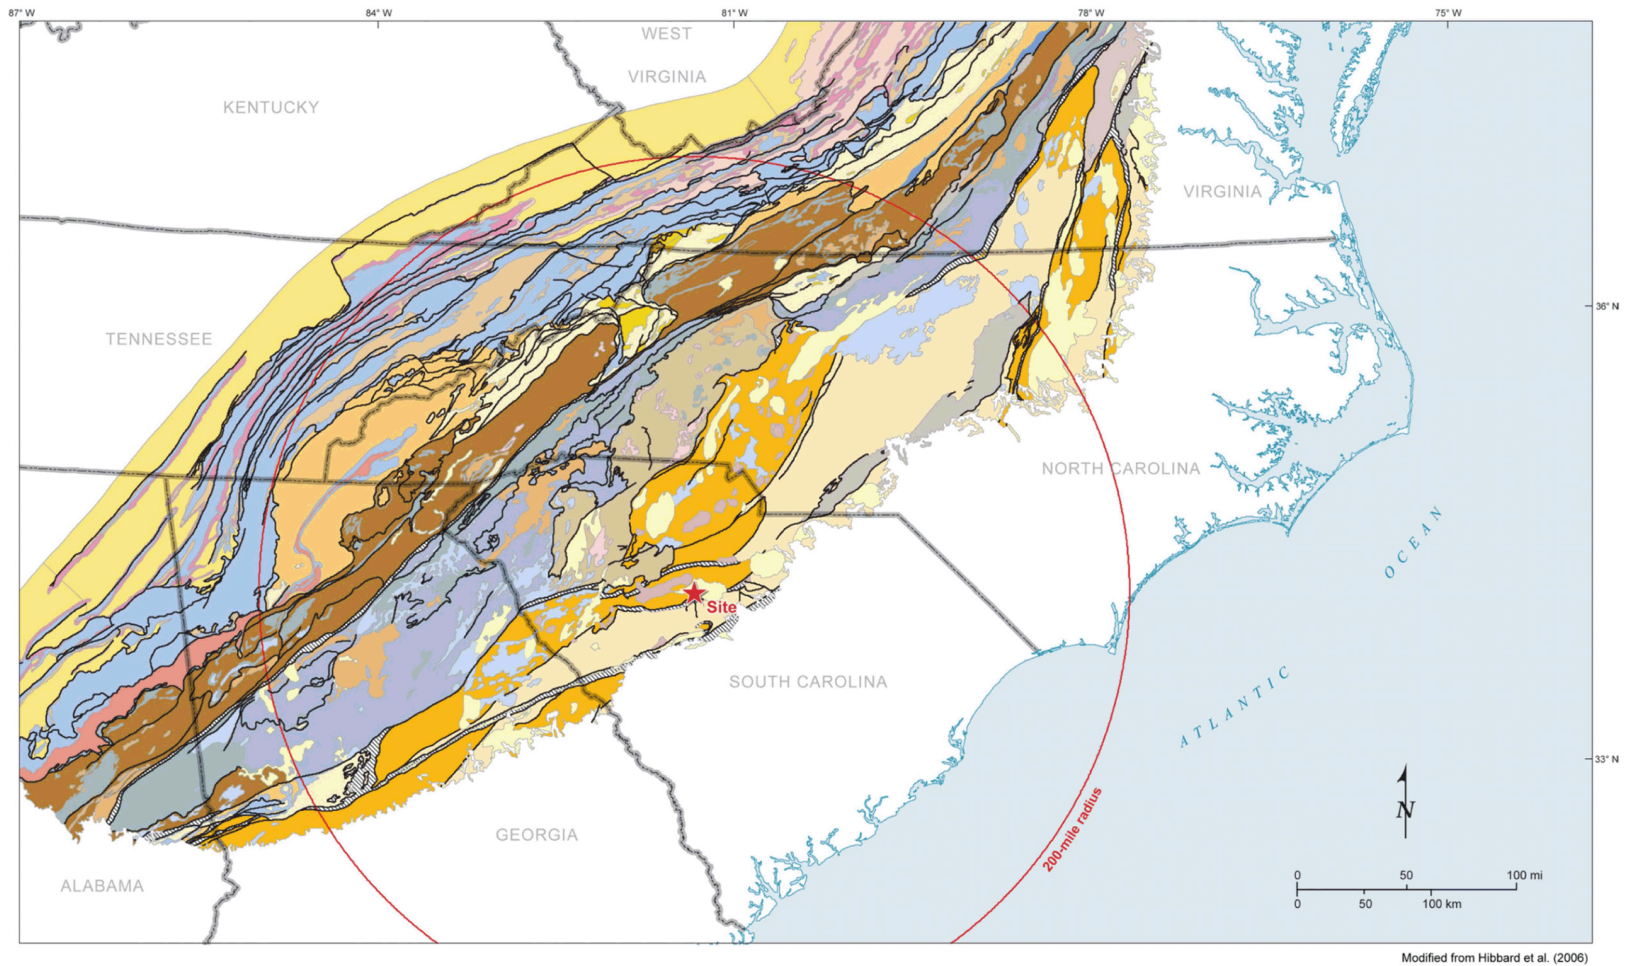 87° W
84° W
81° W
78° W
75° W
WEST
VIRGINIA
KENTUCKY
VIRGINIA
TENNESSEE
36° N
NORTH CAROLINA
OCEAN
Site
SOUTH CAROLINA
ATLANTIC
33° N
200-mile radius
N
GEORGIA
ALABAMA
0 50 100 mi
0 50 100 km
Modified from Hibbard et al. (2006)